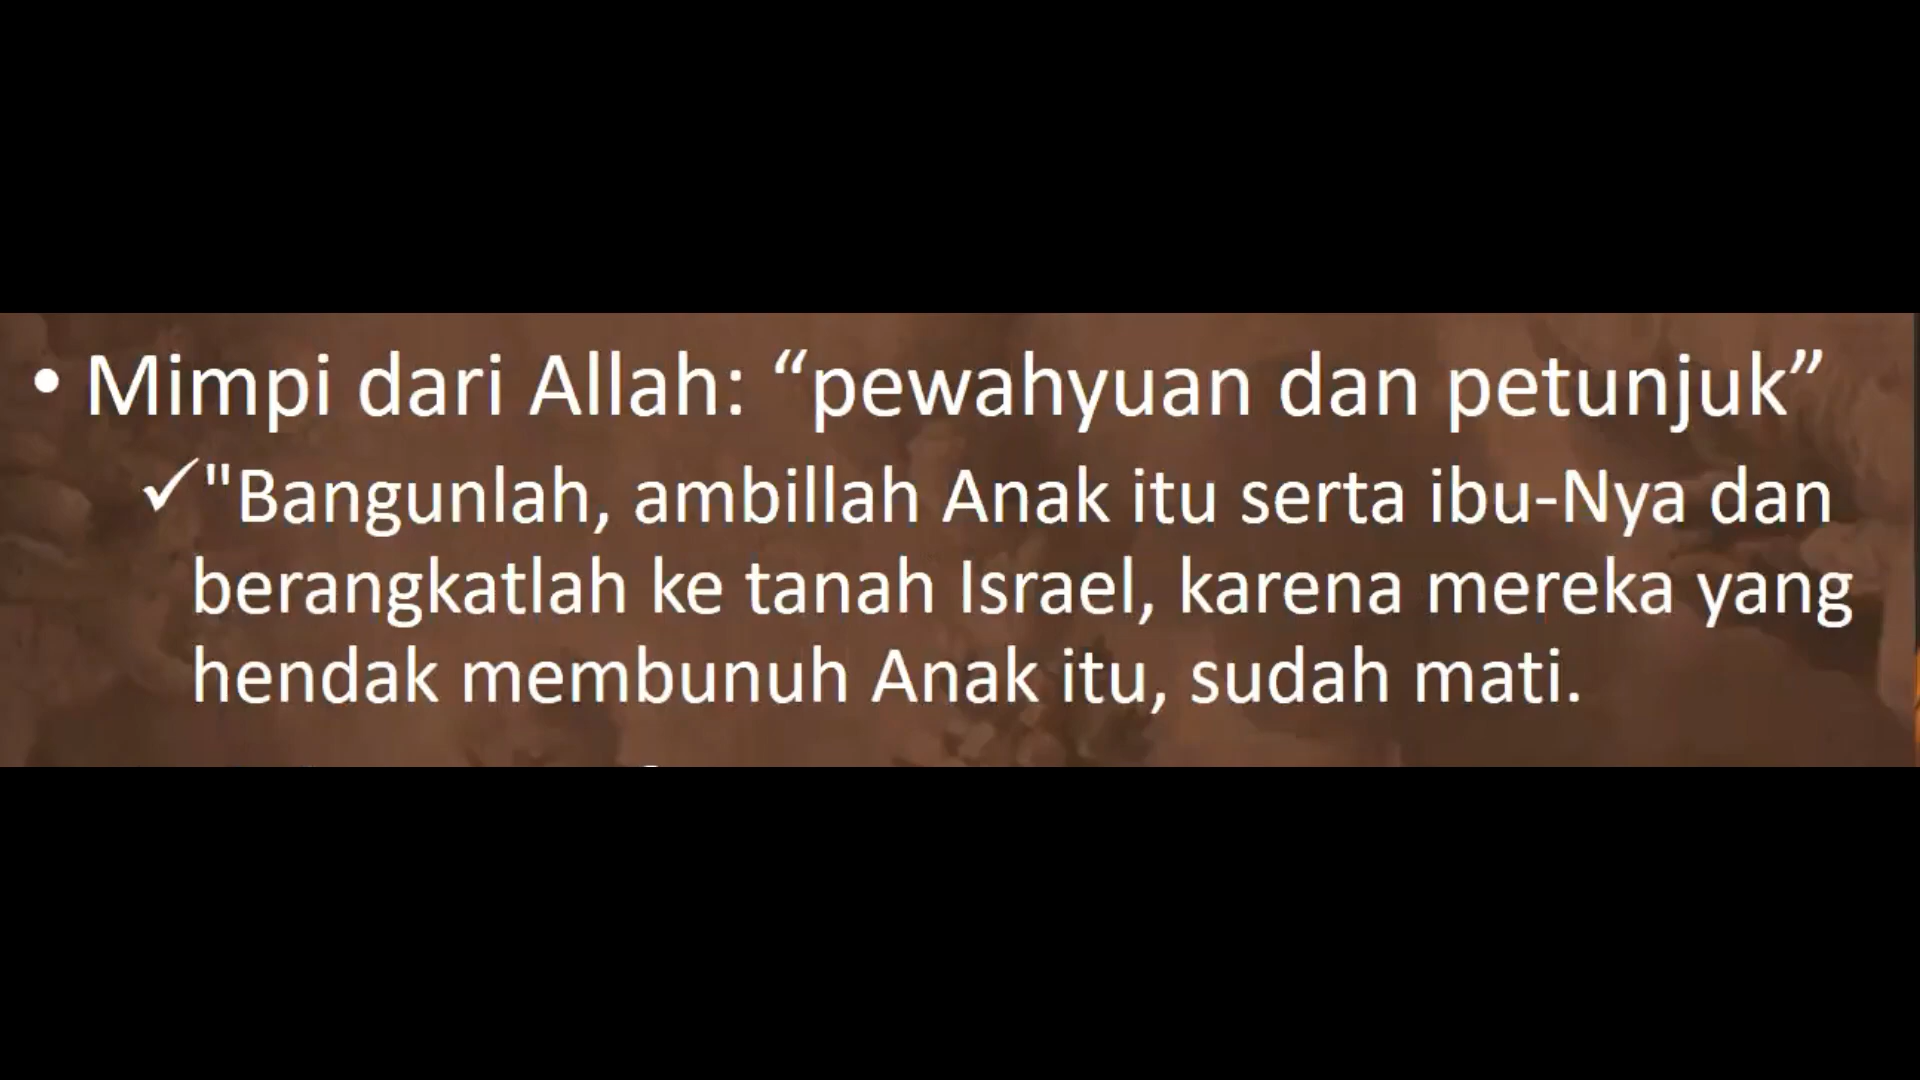 • Mimpi dari Allah: “pewahyuan dan petunjuk”
✓"Bangunlah, ambillah Anak itu serta ibu-Nya dan
berangkatlah ke tanah Israel, karena mereka yang
hendak membunuh Anak itu, sudah mati.